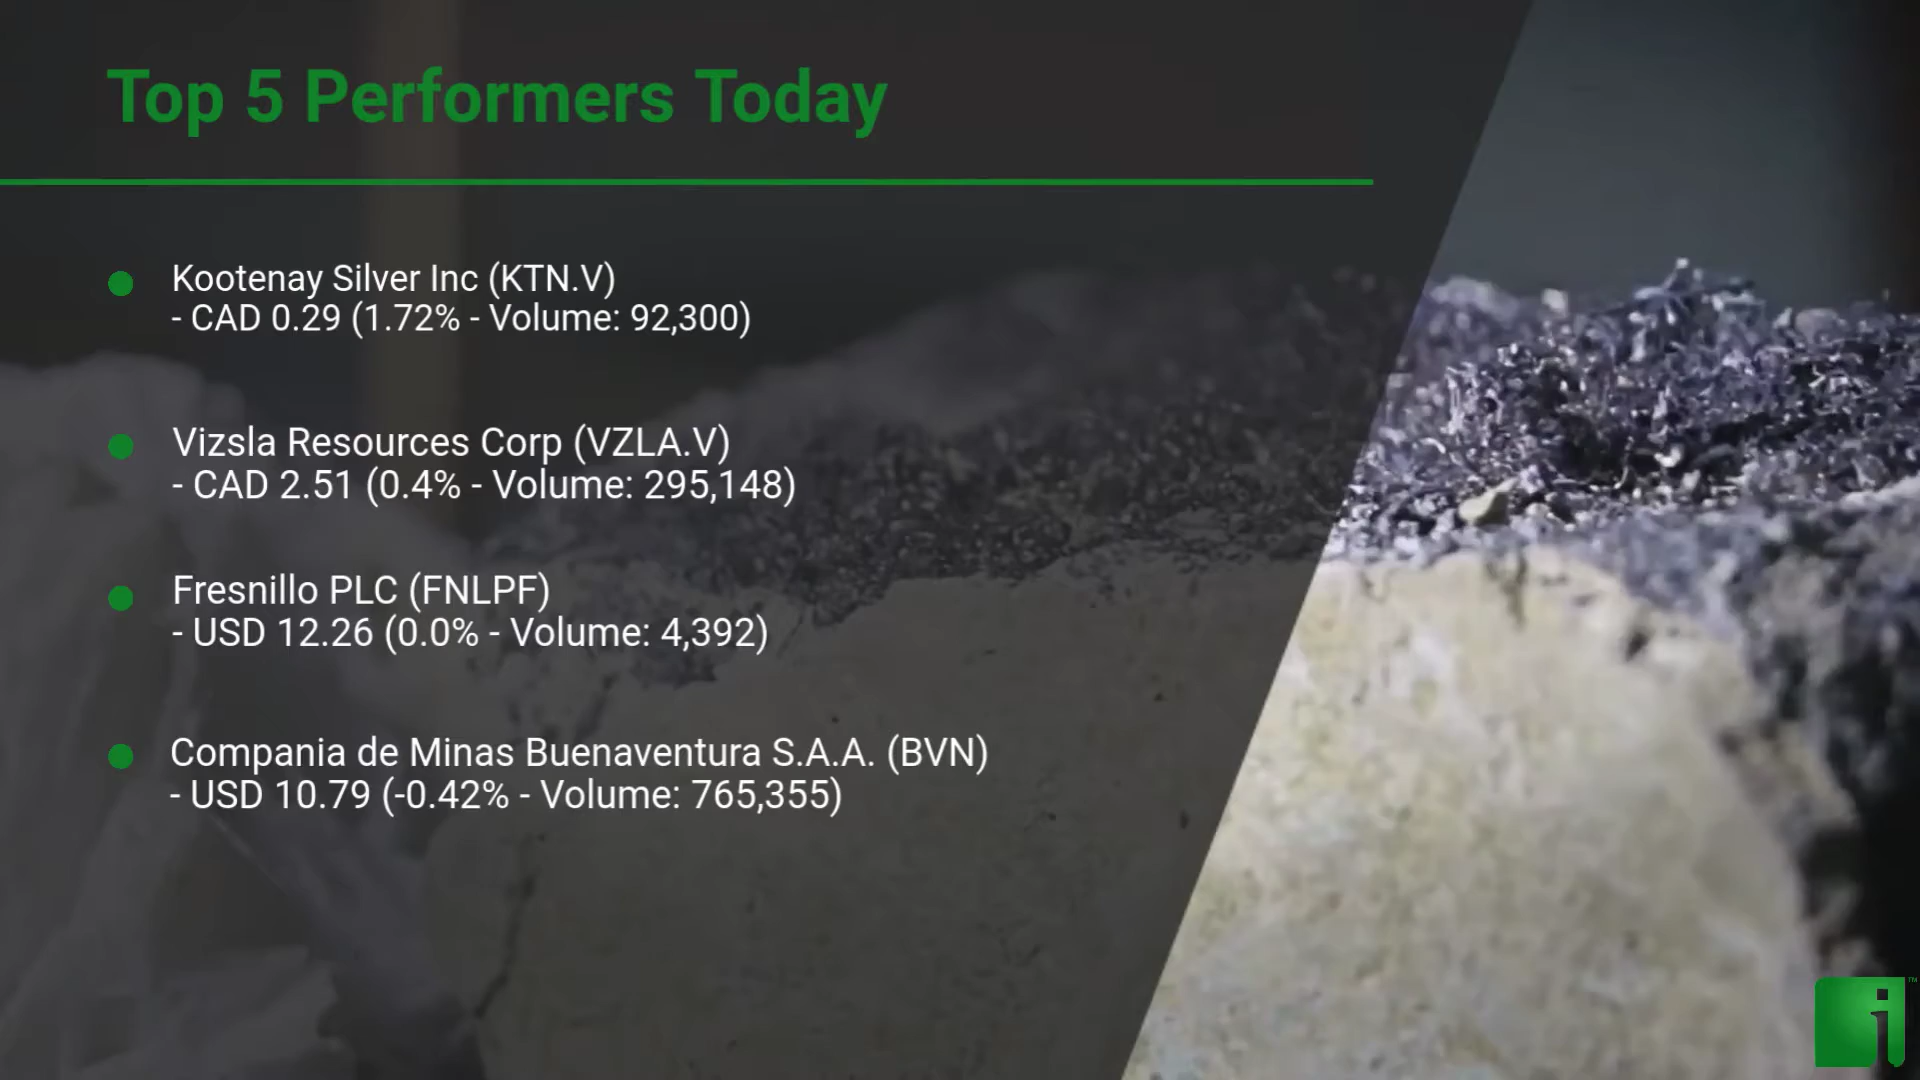 Top 5 Performers Today
Kootenay Silver Inc (KTN.V)
- CAD 0.29 (1.72% - Volume: 92,300)
Vizsla Resources Corp (VZLA.V)
- CAD 2.51 (0.4% - Volume: 295,148)
Fresnillo PLC (FNLPF)
- USD 12.26 (0.0% - Volume: 4,392)
Compania de Minas Buenaventura S.A.A. (BVN)
- USD 10.79 (-0.42% - Volume: 765,355)
i
TM